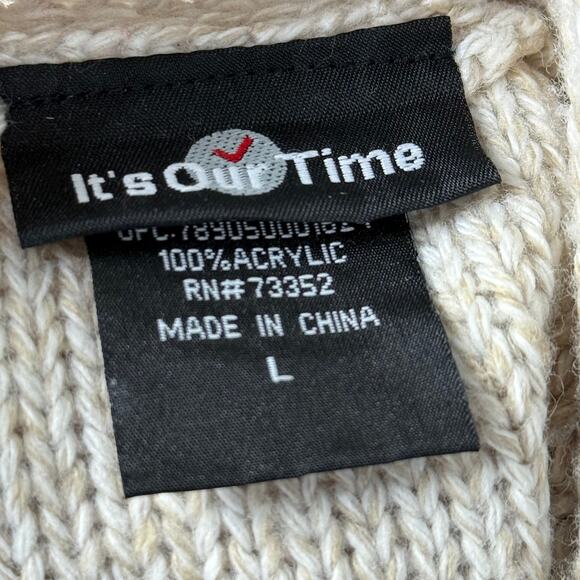 It's Our Time
100%ACRYLIC
RN#73352
MADE IN CHINA
L